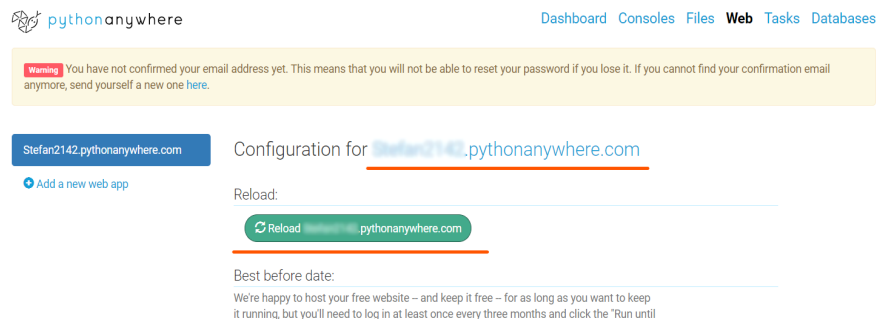 pythonanywhere
Dashboard Consoles Files Web Tasks Databases
Warning You have not confirmed your email address yet. This means that you will not be able to reset your password if you lose it. If you cannot find your confirmation email
anymore, send yourself a new one here.
Stefan2142.pythonanywhere.com
Add a new web app
Configuration for .pythonanywhere.com
Reload:
Reload .pythonanywhere.com
Best before date:
We're happy to host your free website – and keep it free – for as long as you want to keep
it running, but you'll need to log in at least once every three months and click the "Run until